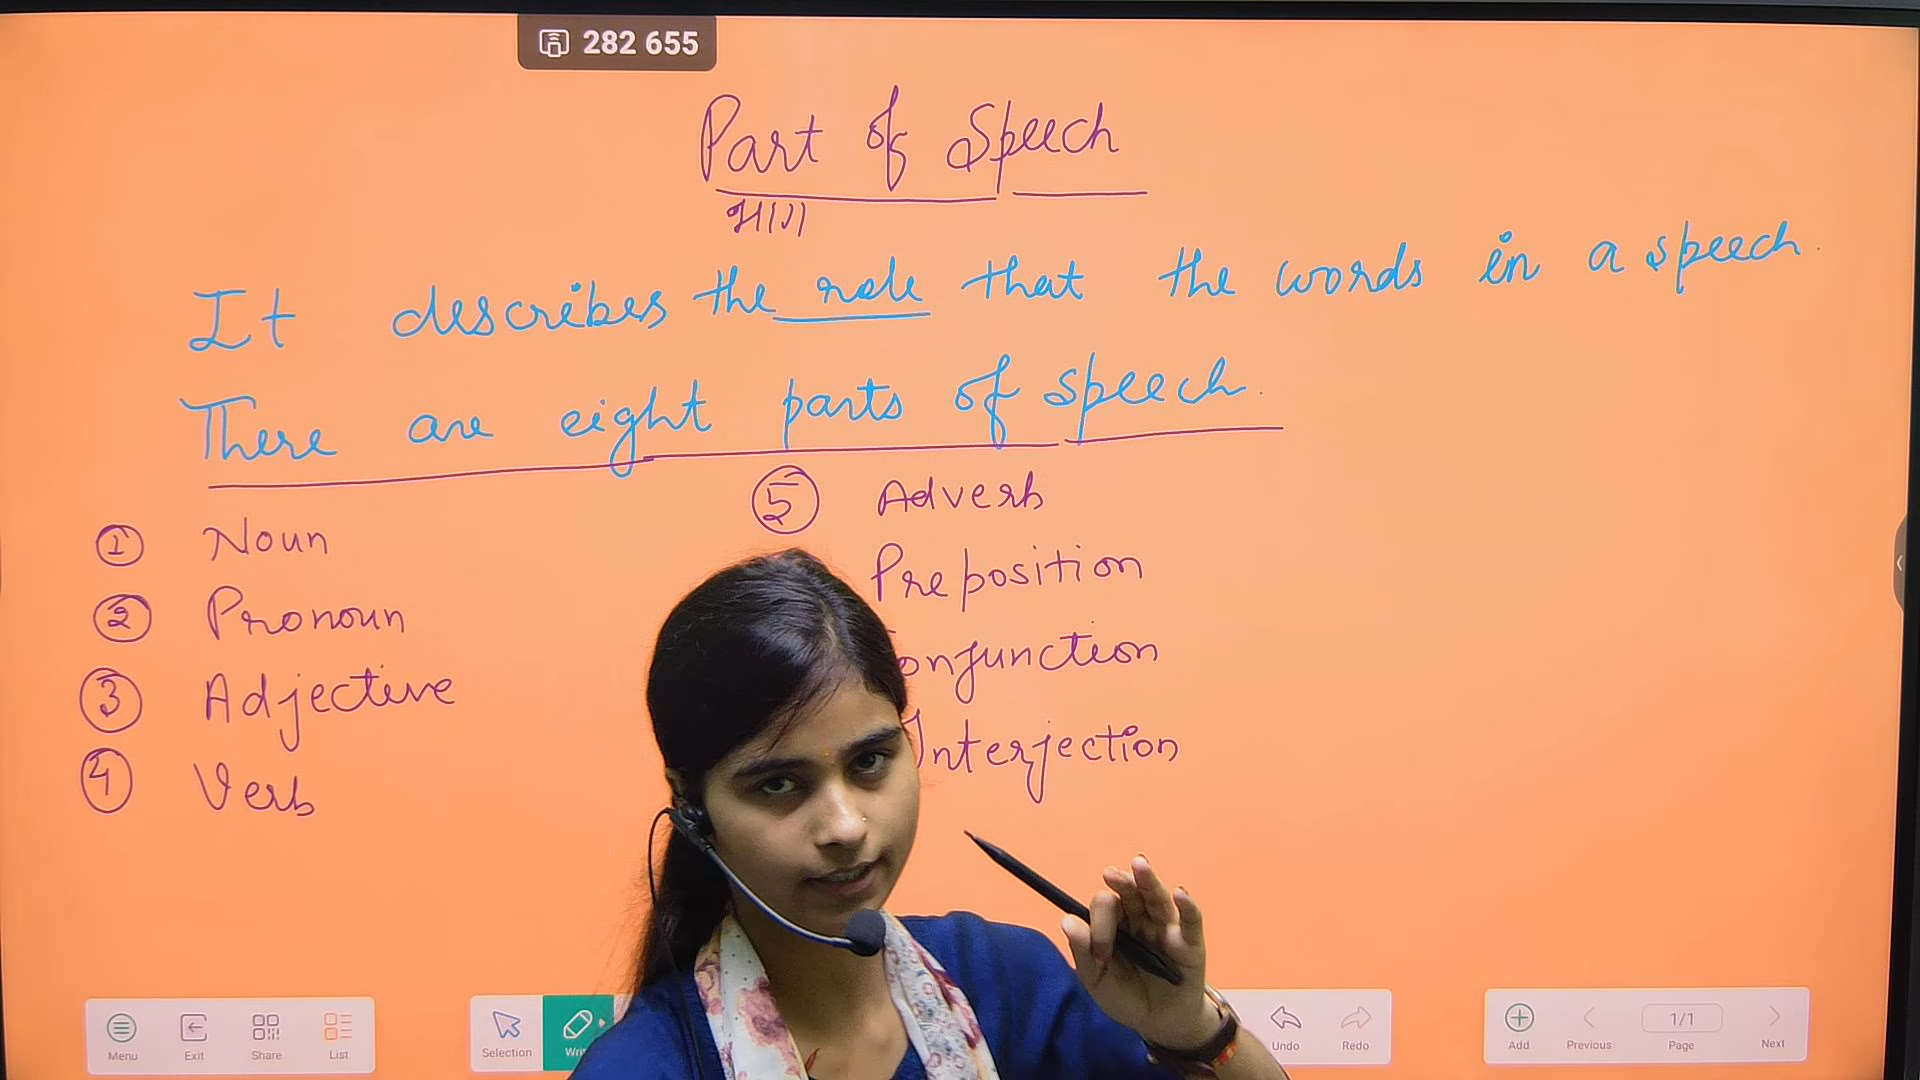 282 655
Part of Speech
भाग
It describes the role that the words in a speech.
There are eight parts of speech.
① Noun
② Pronoun
③ Adjective
④ Verb
⑤ Adverb
Preposition
onjunction
Interjection
Menu Exit Share List
Selection
Undo Redo
Add Previous Page Next
1/1